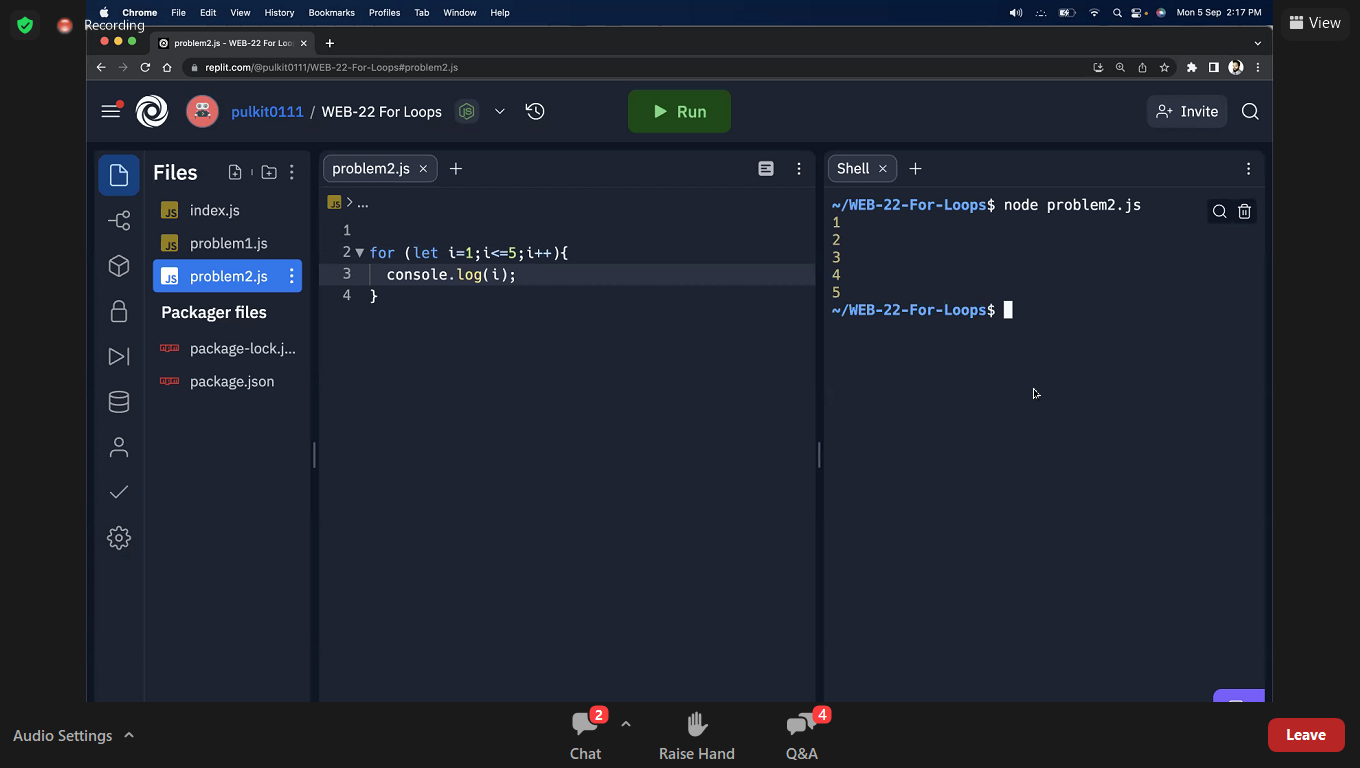 Chrome File Edit View History Bookmarks Profiles Tab Window Help Mon 5 Sep 2:17 PM
Recording
View
problem2.js - WEB-22 For Loo
replit.com/@pulkit0111/WEB-22-For-Loops#problem2.js
pulkit0111 / WEB-22 For Loops
Run
Invite
Files
index.js
problem1.js
problem2.js
Packager files
package-lock.j...
package.json
problem2.js
JS > ...
1
2 for (let i=1;i<=5;i++){
3 console.log(i);
4 }
Shell
~/WEB-22-For-Loops$ node problem2.js
1
2
3
4
5
~/WEB-22-For-Loops$
Audio Settings
2
Chat
Raise Hand
4
Q&A
Leave